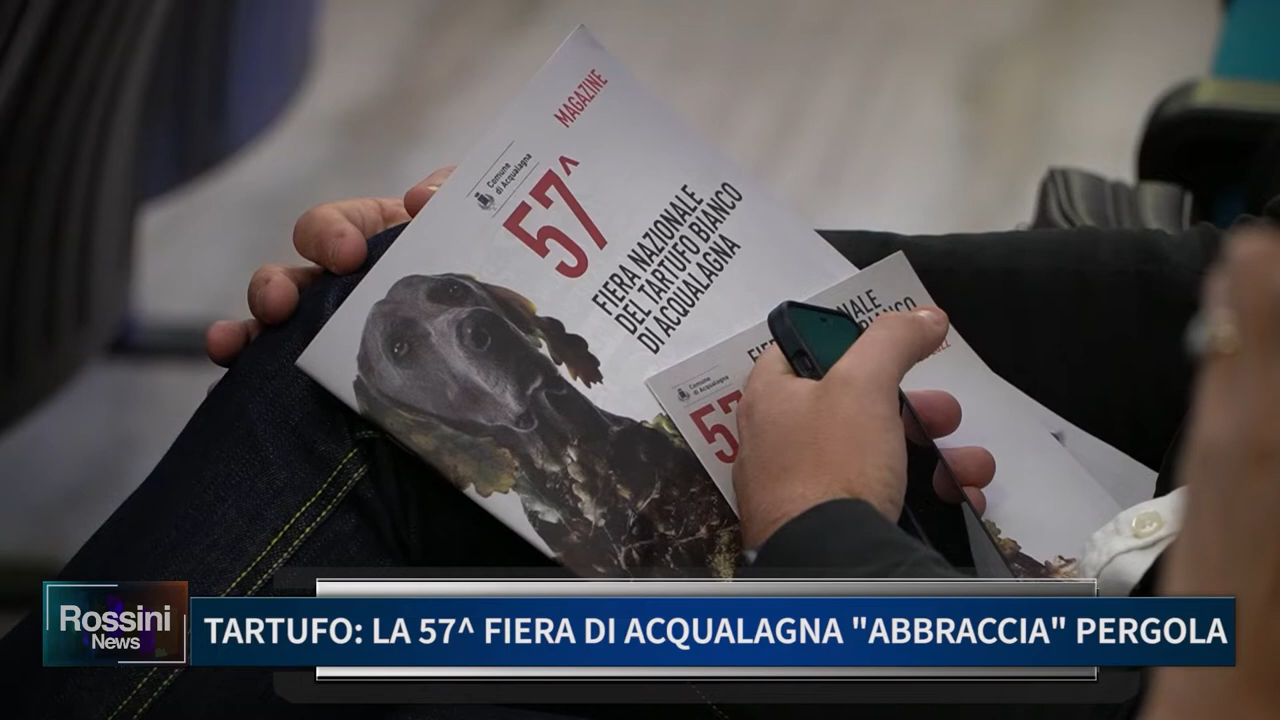 MAGAZINE
Comune
di Acqualagna
57^
FIERA NAZIONALE
DEL TARTUFO BIANCO
DI ACQUALAGNA
Comune
di Acqualagna
57
Rossini
News
TARTUFO: LA 57^ FIERA DI ACQUALAGNA "ABBRACCIA" PERGOLA